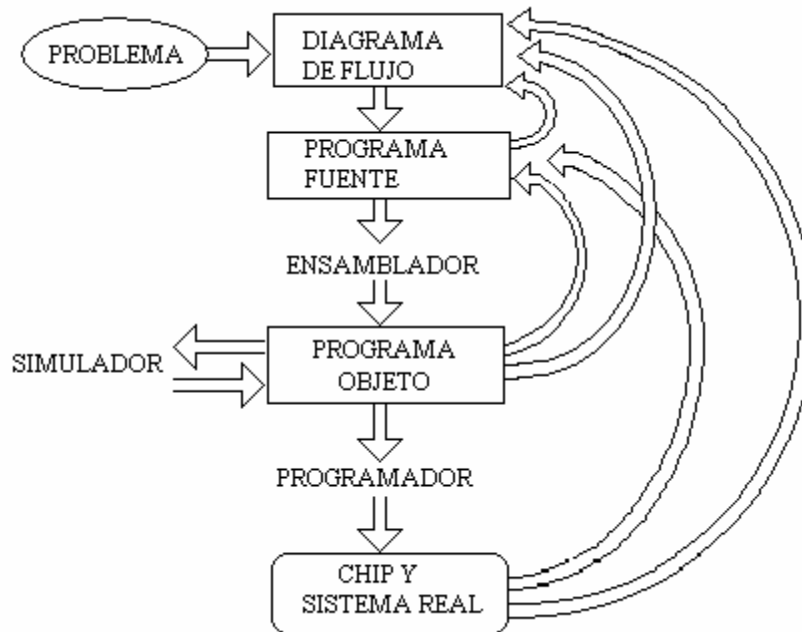 PROBLEMA
DIAGRAMA
DE FLUJO
PROGRAMA
FUENTE
ENSAMBLADOR
SIMULADOR
PROGRAMA
OBJETO
PROGRAMADOR
CHIP Y
SISTEMA REAL